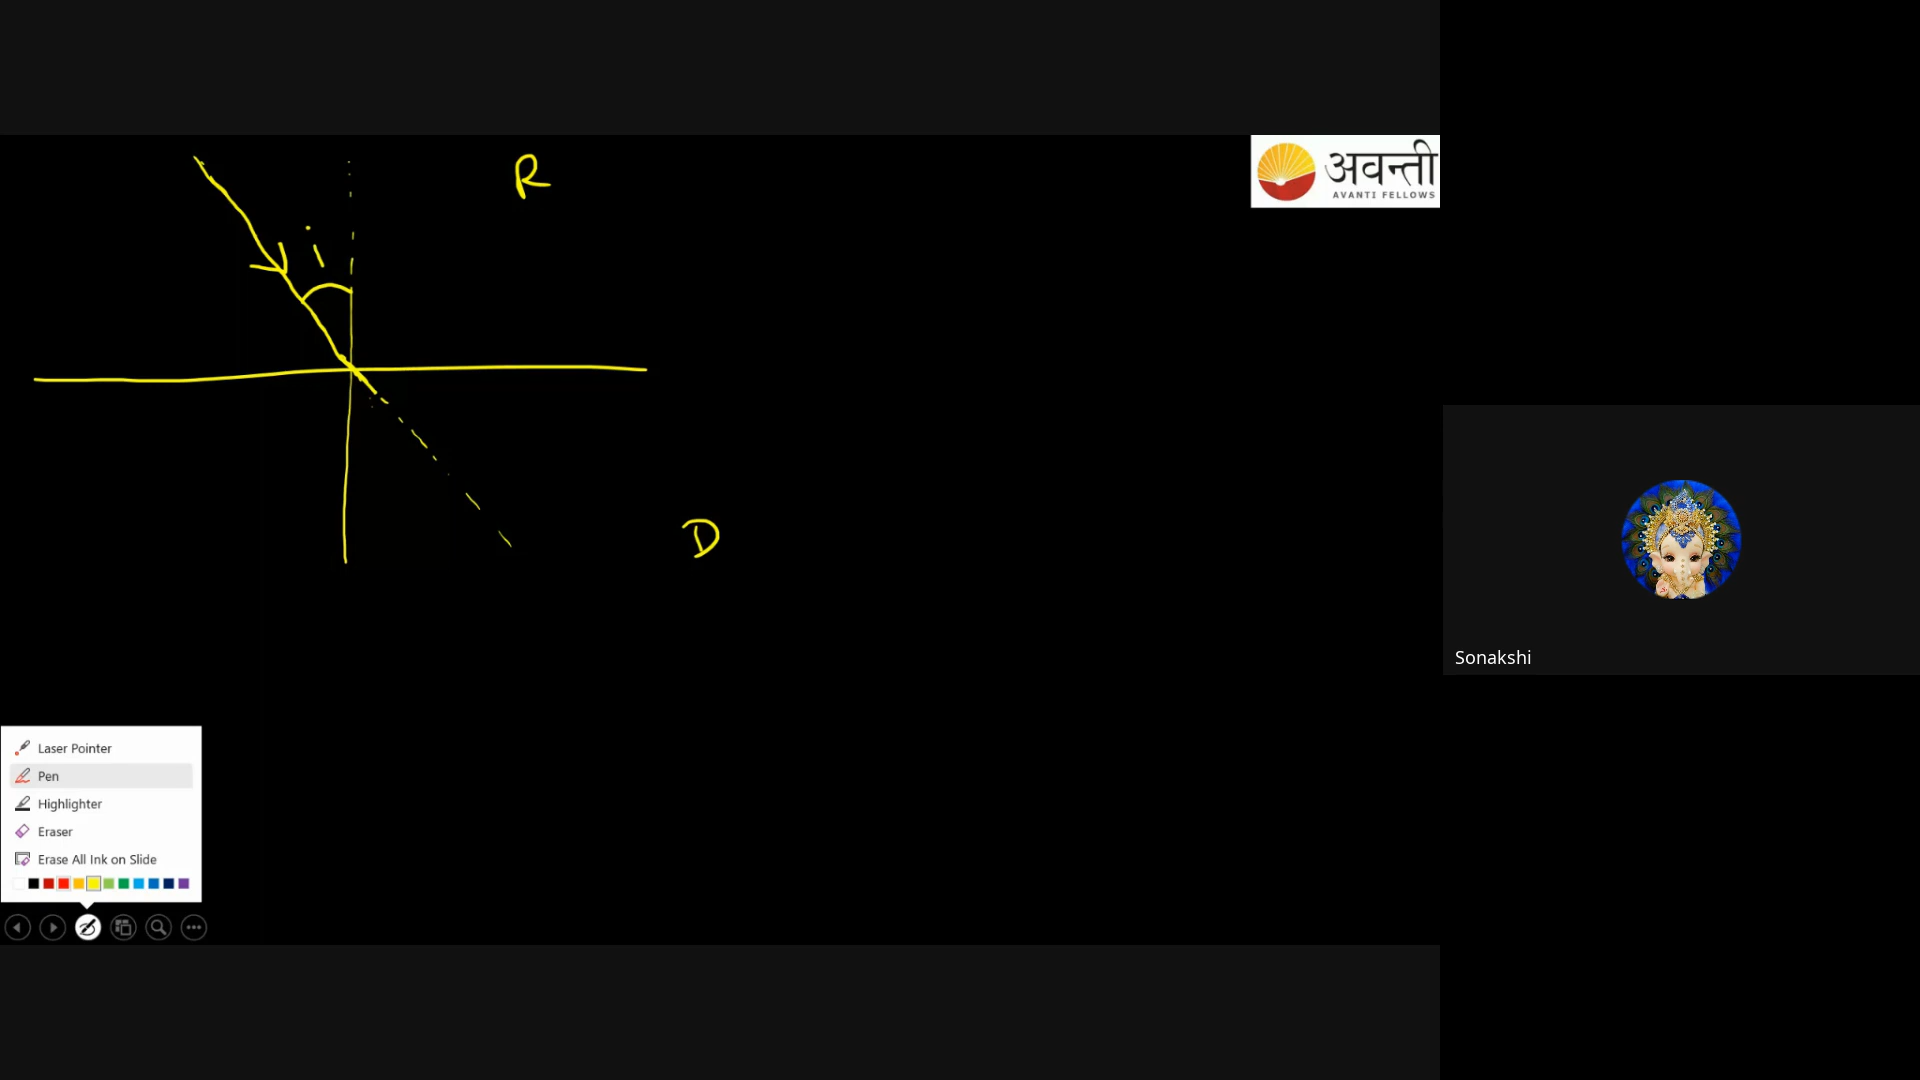 R
अवन्ती
AVANTI FELLOWS
i
D
Sonakshi
Laser Pointer
Pen
Highlighter
Eraser
Erase All Ink on Slide